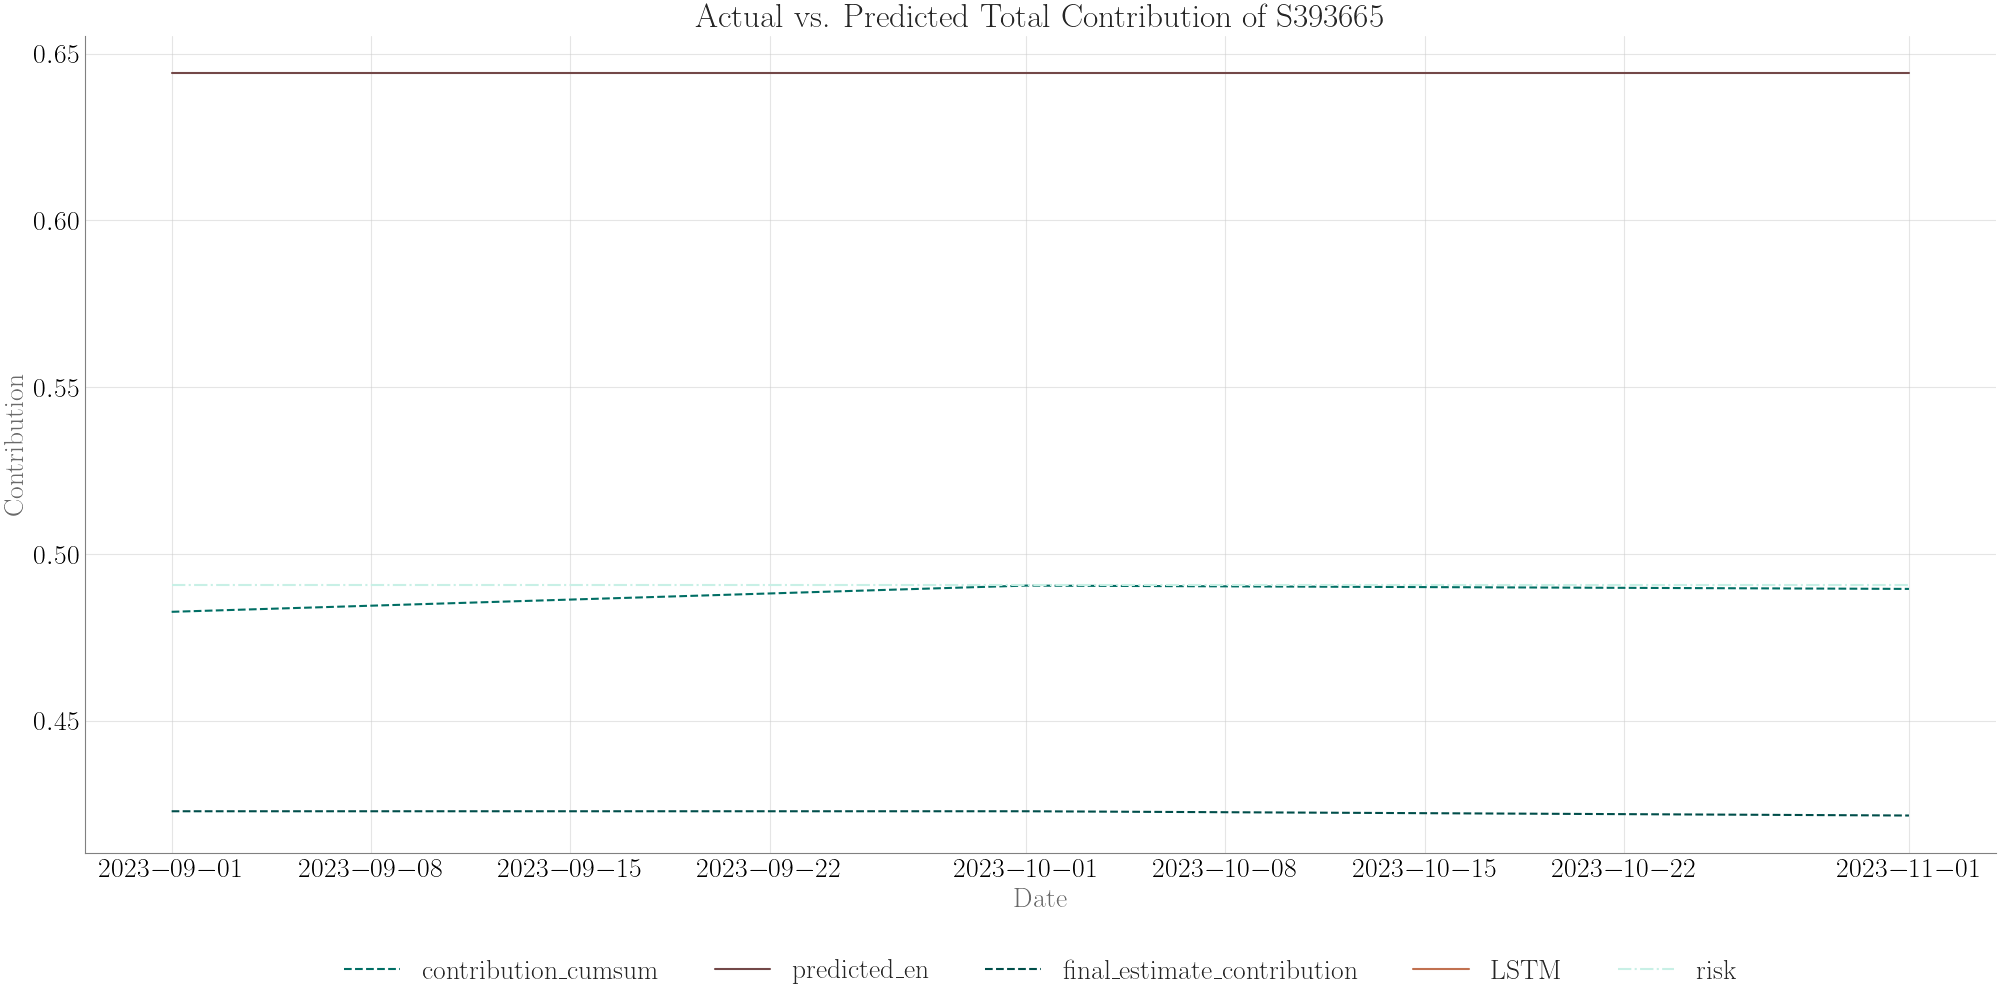 Actual vs. Predicted Total Contribution of S393665
0.65
0.60
0.55
0.50
0.45
Contribution
2023−09−01 2023−09−08 2023−09−15 2023−09−22 2023−10−01 2023−10−08 2023−10−15 2023−10−22 2023−11−01
Date
contribution_cumsum predicted_en final_estimate_contribution LSTM risk